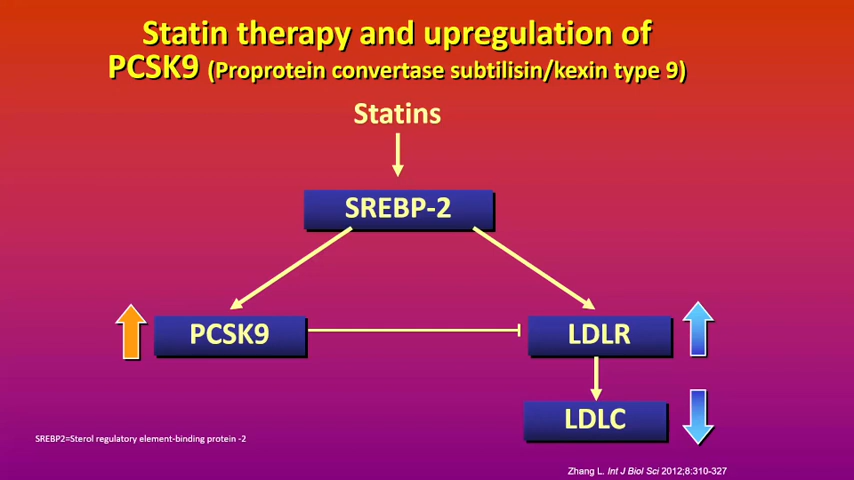 Statin therapy and upregulation of
PCSK9 (Proprotein convertase subtilisin/kexin type 9)
Statins
SREBP-2
PCSK9
LDLR
LDLC
SREBP2=Sterol regulatory element-binding protein -2
Zhang L. Int J Biol Sci 2012;8:310-327